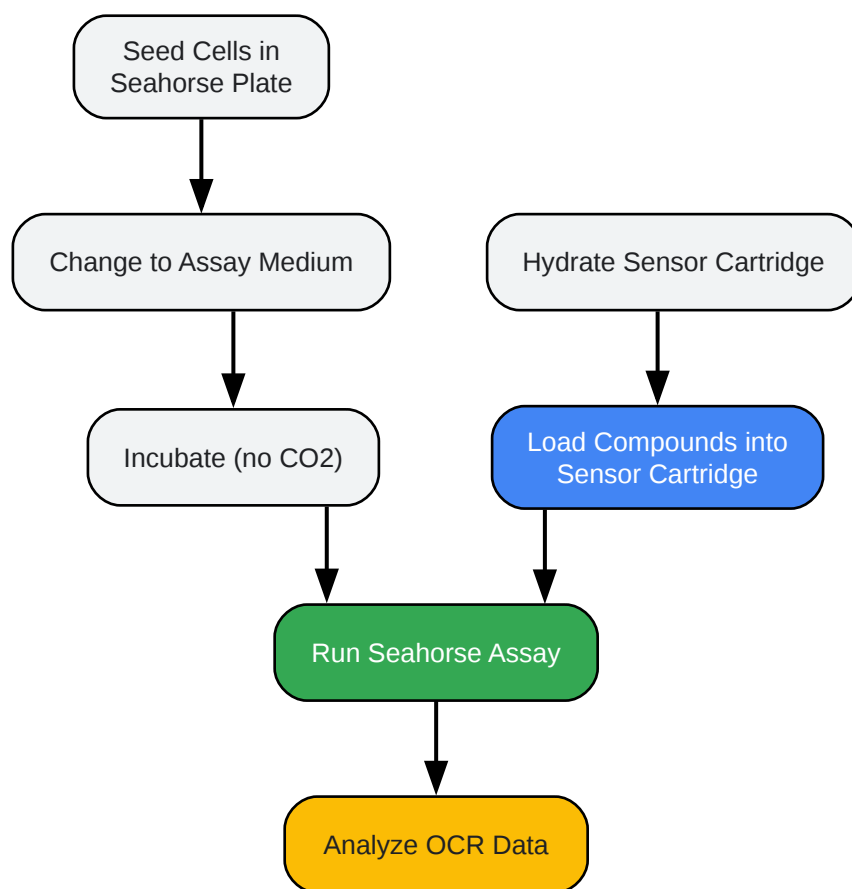 Seed Cells in
Seahorse Plate
Change to Assay Medium
Hydrate Sensor Cartridge
Incubate (no CO2)
Load Compounds into
Sensor Cartridge
Run Seahorse Assay
Analyze OCR Data